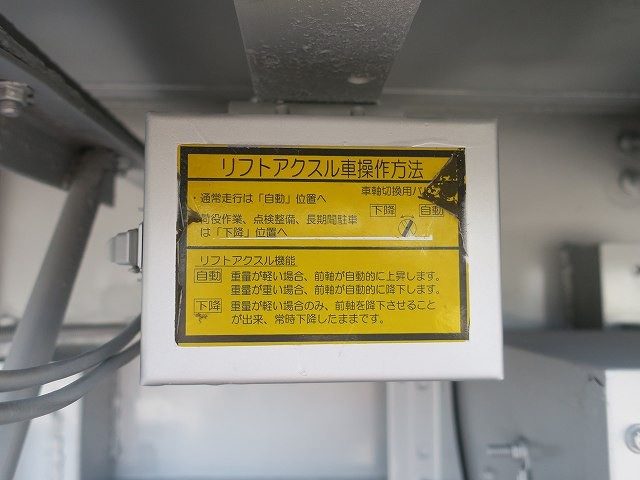 リフトアクスル車操作方法
・通常走行は「自動」位置へ
荷役作業、点検整備、長期間駐車
は「下降」位置へ
車軸切換用バ
下降 自動
リフトアクスル機能
自動 重量が軽い場合、前軸が自動的に上昇します。
重量が重い場合、前軸が自動的に降下します。
下降 重量が軽い場合のみ、前軸を降下させること
が出来、常時下降したままです。